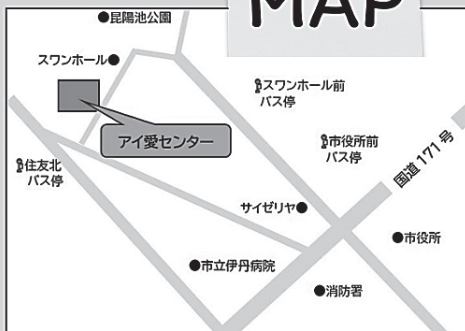 MAP
●昆陽池公園
スワンホール●
スワンホール前
バス停
アイ愛センター
市役所前
バス停
国道171号
住友北
バス停
サイゼリヤ●
●市役所
●市立伊丹病院
●消防署